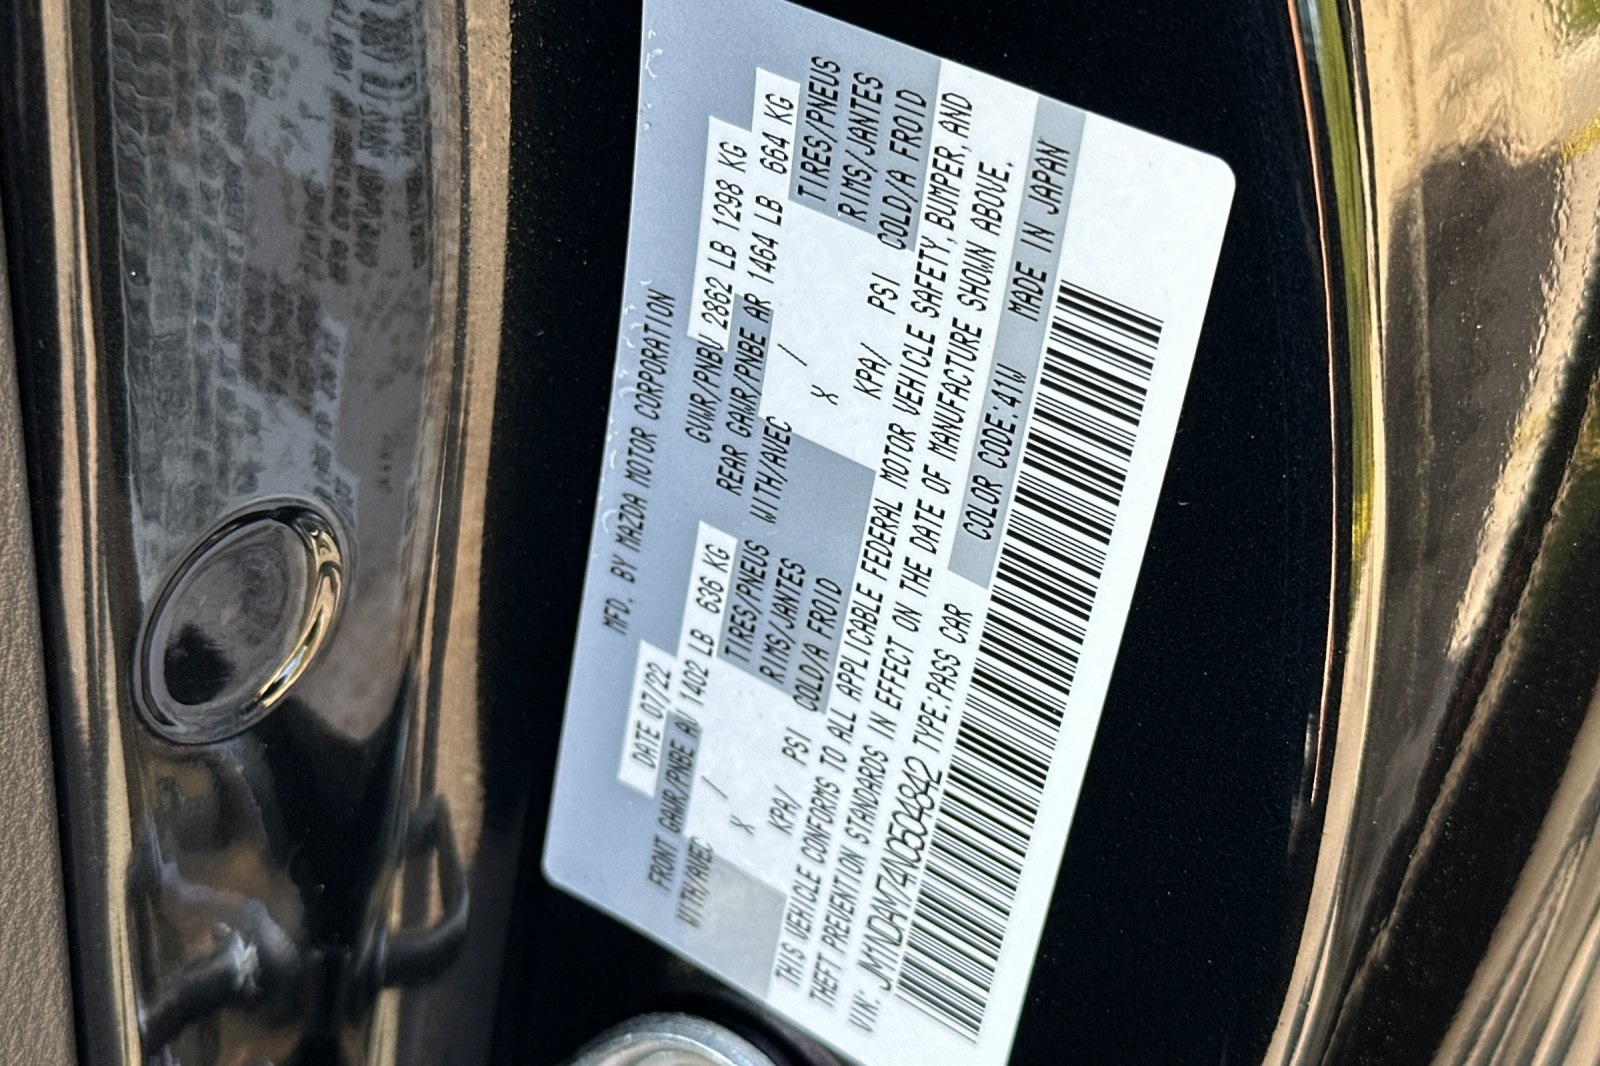 MFD. BY MAZDA MOTOR CORPORATION
DATE 07/22 GVWR/PNBV 2862 LB 1298 KG
FRONT GAWR/PNBE AV 1402 LB 636 KG REAR GAWR/PNBE AR 1464 LB 664 KG
WITH/AVEC / TIRES/PNEUS WITH/AVEC / TIRES/PNEUS
X RIMS/JANTES X RIMS/JANTES
KPA/ PSI COLD/A FROID KPA/ PSI COLD/A FROID
THIS VEHICLE CONFORMS TO ALL APPLICABLE FEDERAL MOTOR VEHICLE SAFETY, BUMPER, AND
THEFT PREVENTION STANDARDS IN EFFECT ON THE DATE OF MANUFACTURE SHOWN ABOVE.
VIN: JM1NDAM74N0504842 TYPE:PASS CAR COLOR CODE:41W MADE IN JAPAN